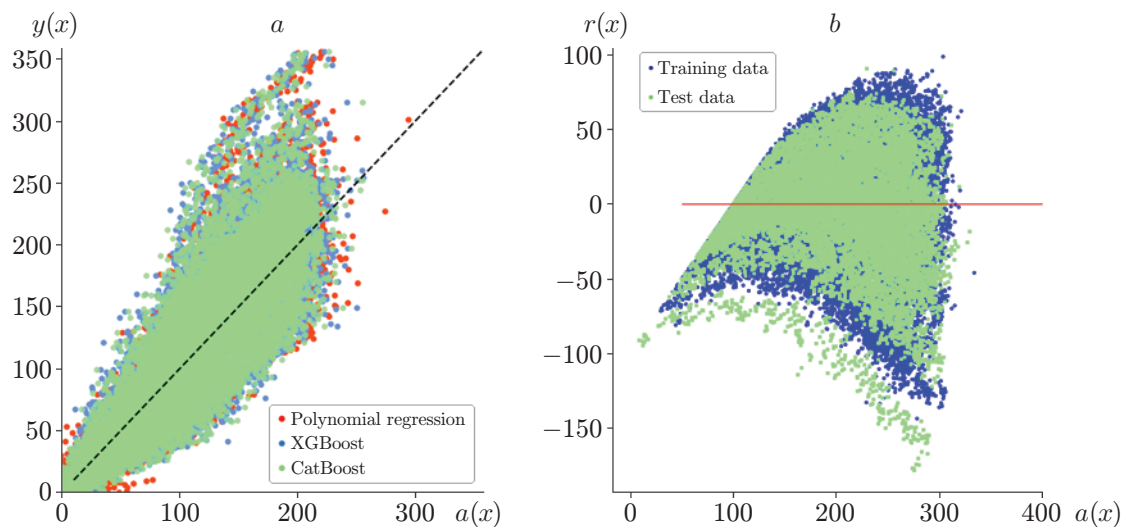 y(x)
a
350
300
250
200
150
100
50
0
0
100
200
300
a(x)
Polynomial regression
XGBoost
CatBoost
r(x)
b
100
50
0
−50
−100
−150
0
100
200
300
400
a(x)
Training data
Test data